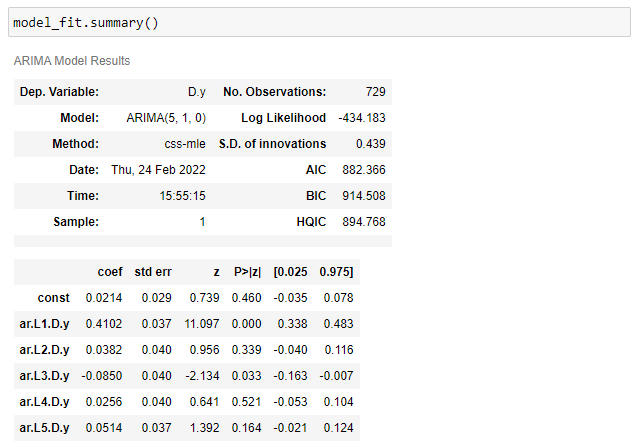 model_fit.summary()
ARIMA Model Results
Dep. Variable: D.y No. Observations: 729
Model: ARIMA(5, 1, 0) Log Likelihood -434.183
Method: css-mle S.D. of innovations 0.439
Date: Thu, 24 Feb 2022 AIC 882.366
Time: 15:55:15 BIC 914.508
Sample: 1 HQIC 894.768
coef std err z P>|z| [0.025 0.975]
const 0.0214 0.029 0.739 0.460 -0.035 0.078
ar.L1.D.y 0.4102 0.037 11.097 0.000 0.338 0.483
ar.L2.D.y 0.0382 0.040 0.956 0.339 -0.040 0.116
ar.L3.D.y -0.0850 0.040 -2.134 0.033 -0.163 -0.007
ar.L4.D.y 0.0256 0.040 0.641 0.521 -0.053 0.104
ar.L5.D.y 0.0514 0.037 1.392 0.164 -0.021 0.124